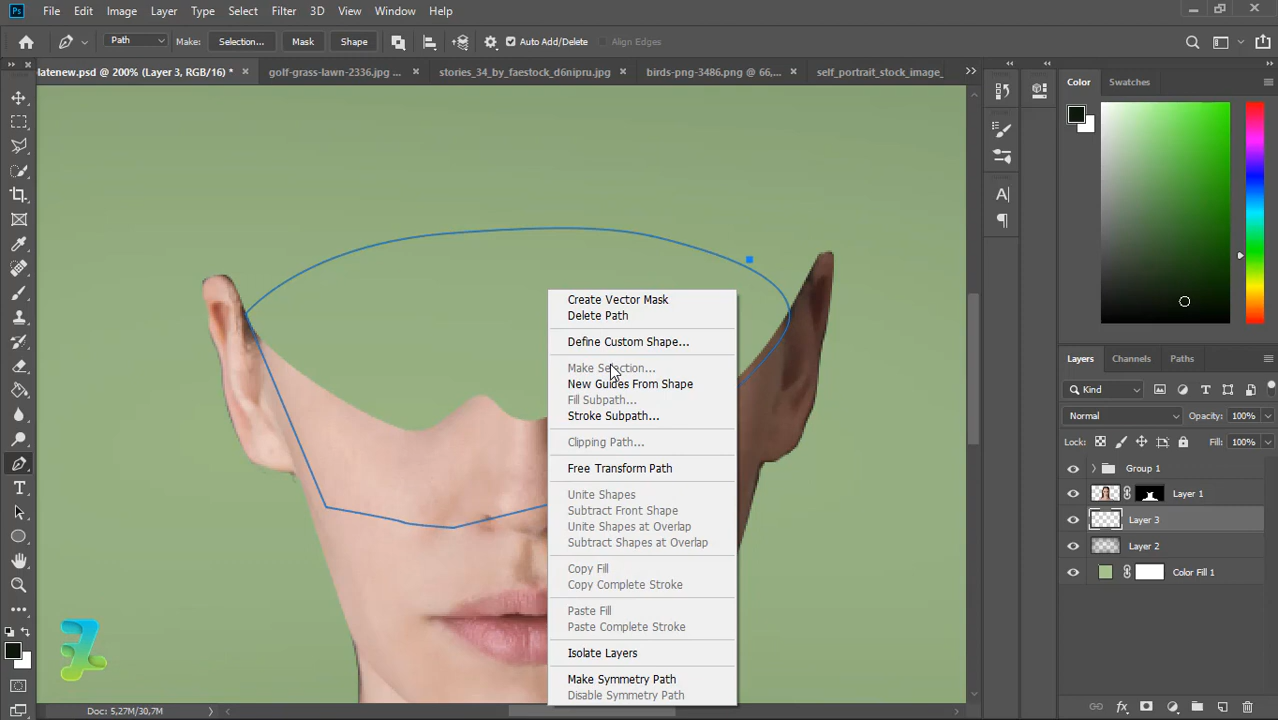 Ps File Edit Image Layer Type Select Filter 3D View Window Help
Path Make: Selection... Mask Shape Auto Add/Delete Align Edges
latenew.psd @ 200% (Layer 3, RGB/16) * × golf-grass-lawn-2336.jpg ... × stories_34_by_faestock_d6nipru.jpg × birds-png-3486.png @ 66,... × self_portrait_stock_image_
Color Swatches
Create Vector Mask
Delete Path
Define Custom Shape...
Make Selection...
New Guides From Shape
Fill Subpath...
Stroke Subpath...
Clipping Path...
Free Transform Path
Unite Shapes
Subtract Front Shape
Unite Shapes at Overlap
Subtract Shapes at Overlap
Copy Fill
Copy Complete Stroke
Paste Fill
Paste Complete Stroke
Isolate Layers
Make Symmetry Path
Disable Symmetry Path
Layers Channels Paths
Kind
Normal Opacity: 100%
Lock: Fill: 100%
Group 1
Layer 1
Layer 3
Layer 2
Color Fill 1
Doc: 5,27M/30,7M